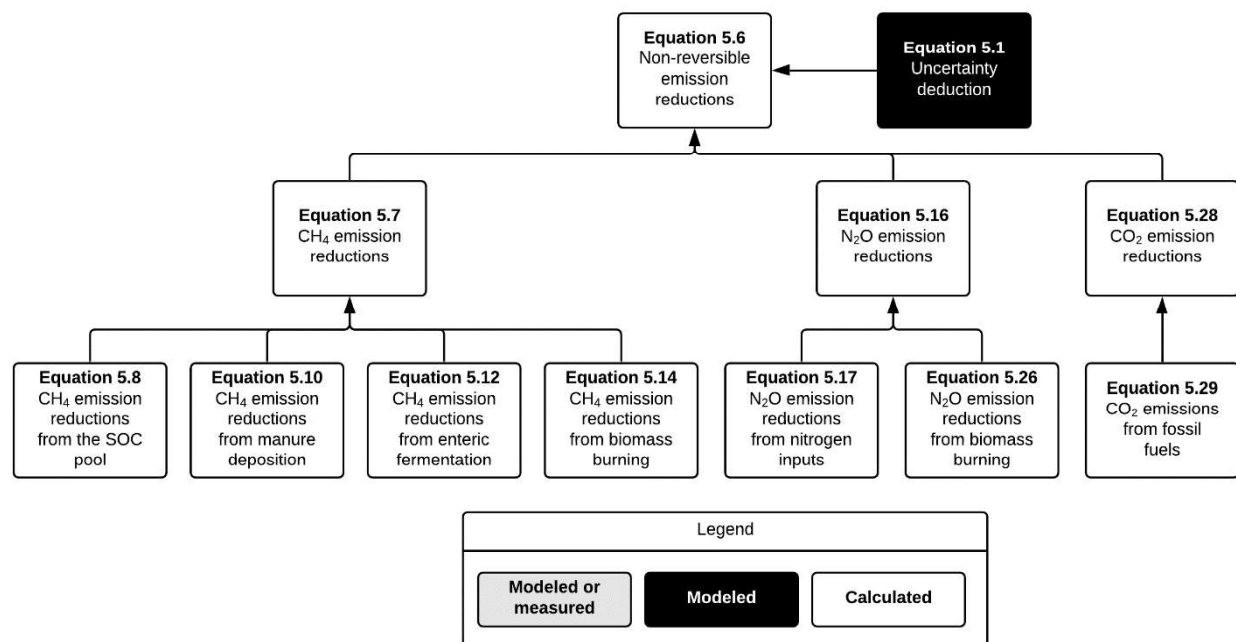 Equation 5.6
Non-reversible
emission
reductions
Equation 5.1
Uncertainty
deduction
Equation 5.7
CH₄ emission
reductions
Equation 5.16
N₂O emission
reductions
Equation 5.28
CO₂ emission
reductions
Equation 5.8
CH₄ emission
reductions
from the SOC
pool
Equation 5.10
CH₄ emission
reductions
from manure
deposition
Equation 5.12
CH₄ emission
reductions
from enteric
fermentation
Equation 5.14
CH₄ emission
reductions
from biomass
burning
Equation 5.17
N₂O emission
reductions
from nitrogen
inputs
Equation 5.26
N₂O emission
reductions
from biomass
burning
Equation 5.29
CO₂ emissions
from fossil
fuels
Legend
Modeled or
measured
Modeled
Calculated